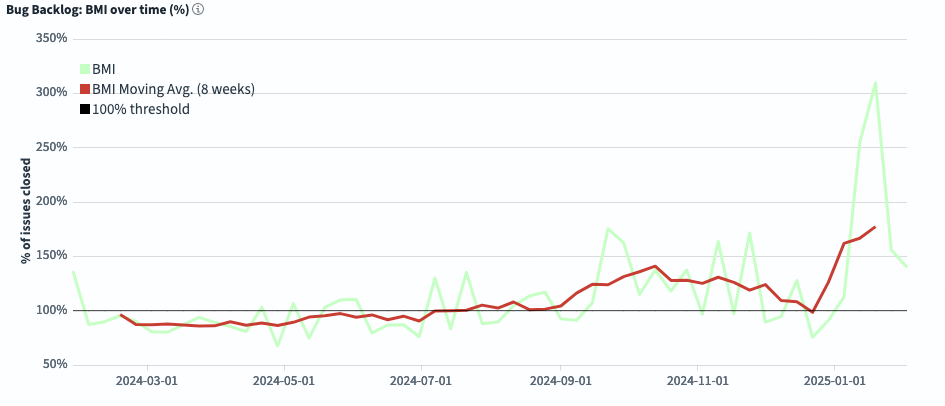 Bug Backlog: BMI over time (%) ⓘ
350%
BMI
BMI Moving Avg. (8 weeks)
300%
100% threshold
250%
200%
150%
100%
50%
% of issues closed
2024-03-01 2024-05-01 2024-07-01 2024-09-01 2024-11-01 2025-01-01